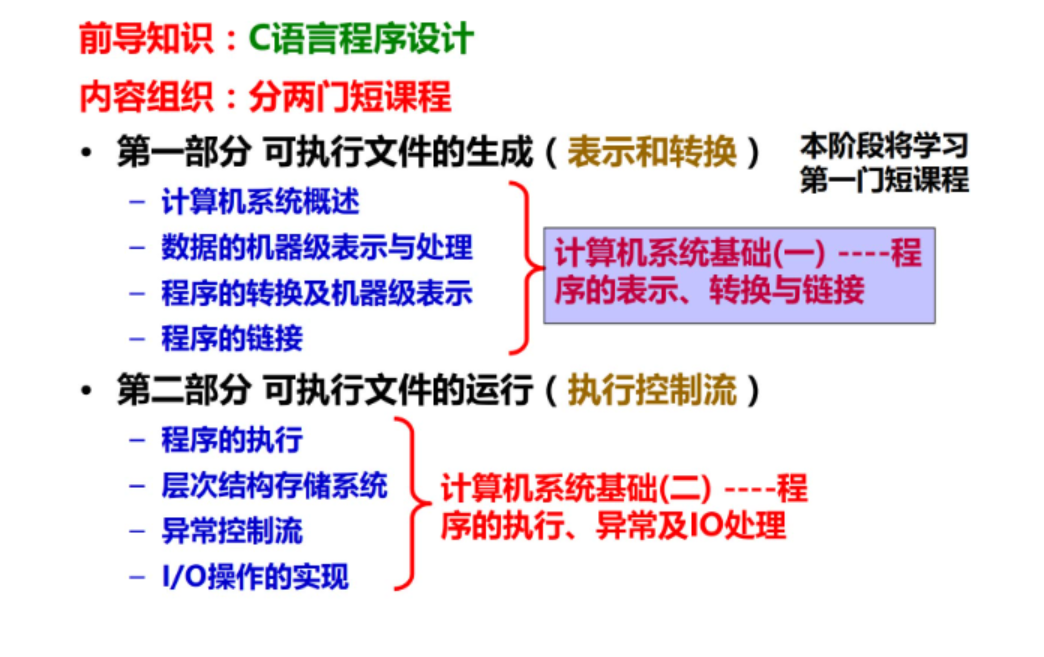 前导知识：C语言程序设计
内容组织：分两门短课程
• 第一部分 可执行文件的生成（表示和转换）
本阶段将学习
第一门短课程
– 计算机系统概述
– 数据的机器级表示与处理
– 程序的转换及机器级表示
– 程序的链接
计算机系统基础(一) ----程
序的表示、转换与链接
• 第二部分 可执行文件的运行（执行控制流）
– 程序的执行
– 层次结构存储系统
– 异常控制流
– I/O操作的实现
计算机系统基础(二) ----程
序的执行、异常及IO处理